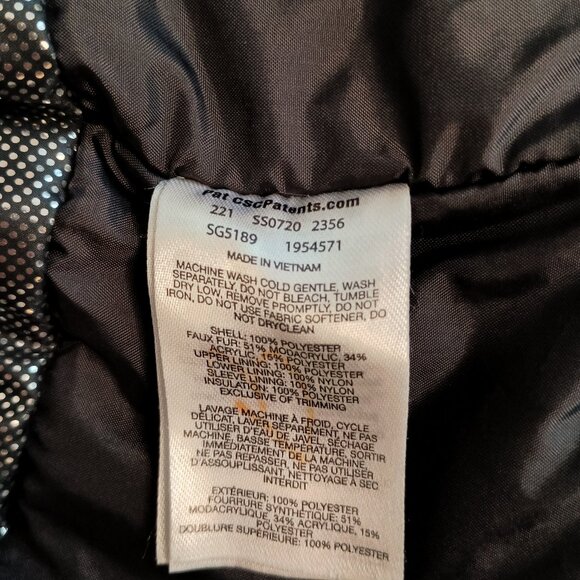 Pat cscPatents.com
221 SS0720 2356
SG5189 1954571
MADE IN VIETNAM
MACHINE WASH COLD GENTLE, WASH
SEPARATELY, DO NOT BLEACH, TUMBLE
DRY LOW, REMOVE PROMPTLY, DO NOT
IRON, DO NOT USE FABRIC SOFTENER, DO
NOT DRYCLEAN
SHELL: 100% POLYESTER
FAUX FUR: 51% MODACRYLIC, 34%
ACRYLIC, 15% POLYESTER
UPPER LINING: 100% POLYESTER
LOWER LINING: 100% NYLON
SLEEVE LINING: 100% NYLON
INSULATION: 100% POLYESTER
EXCLUSIVE OF TRIMMING
LAVAGE MACHINE À FROID, CYCLE
DÉLICAT, LAVER SÉPARÉMENT, NE PAS
UTILISER D'EAU DE JAVEL, SÉCHAGE
MACHINE, BASSE TEMPÉRATURE, SORTIR
IMMÉDIATEMENT DE LA MACHINE,
NE PAS REPASSER, NE PAS UTILISER
D'ASSOUPLISSANT, NETTOYAGE À SEC
INTERDIT
EXTÉRIEUR: 100% POLYESTER
FOURRURE SYNTHÉTIQUE: 51%
MODACRYLIQUE, 34% ACRYLIQUE, 15%
POLYESTER
DOUBLURE SUPÉRIEUR: 100% POLYESTER